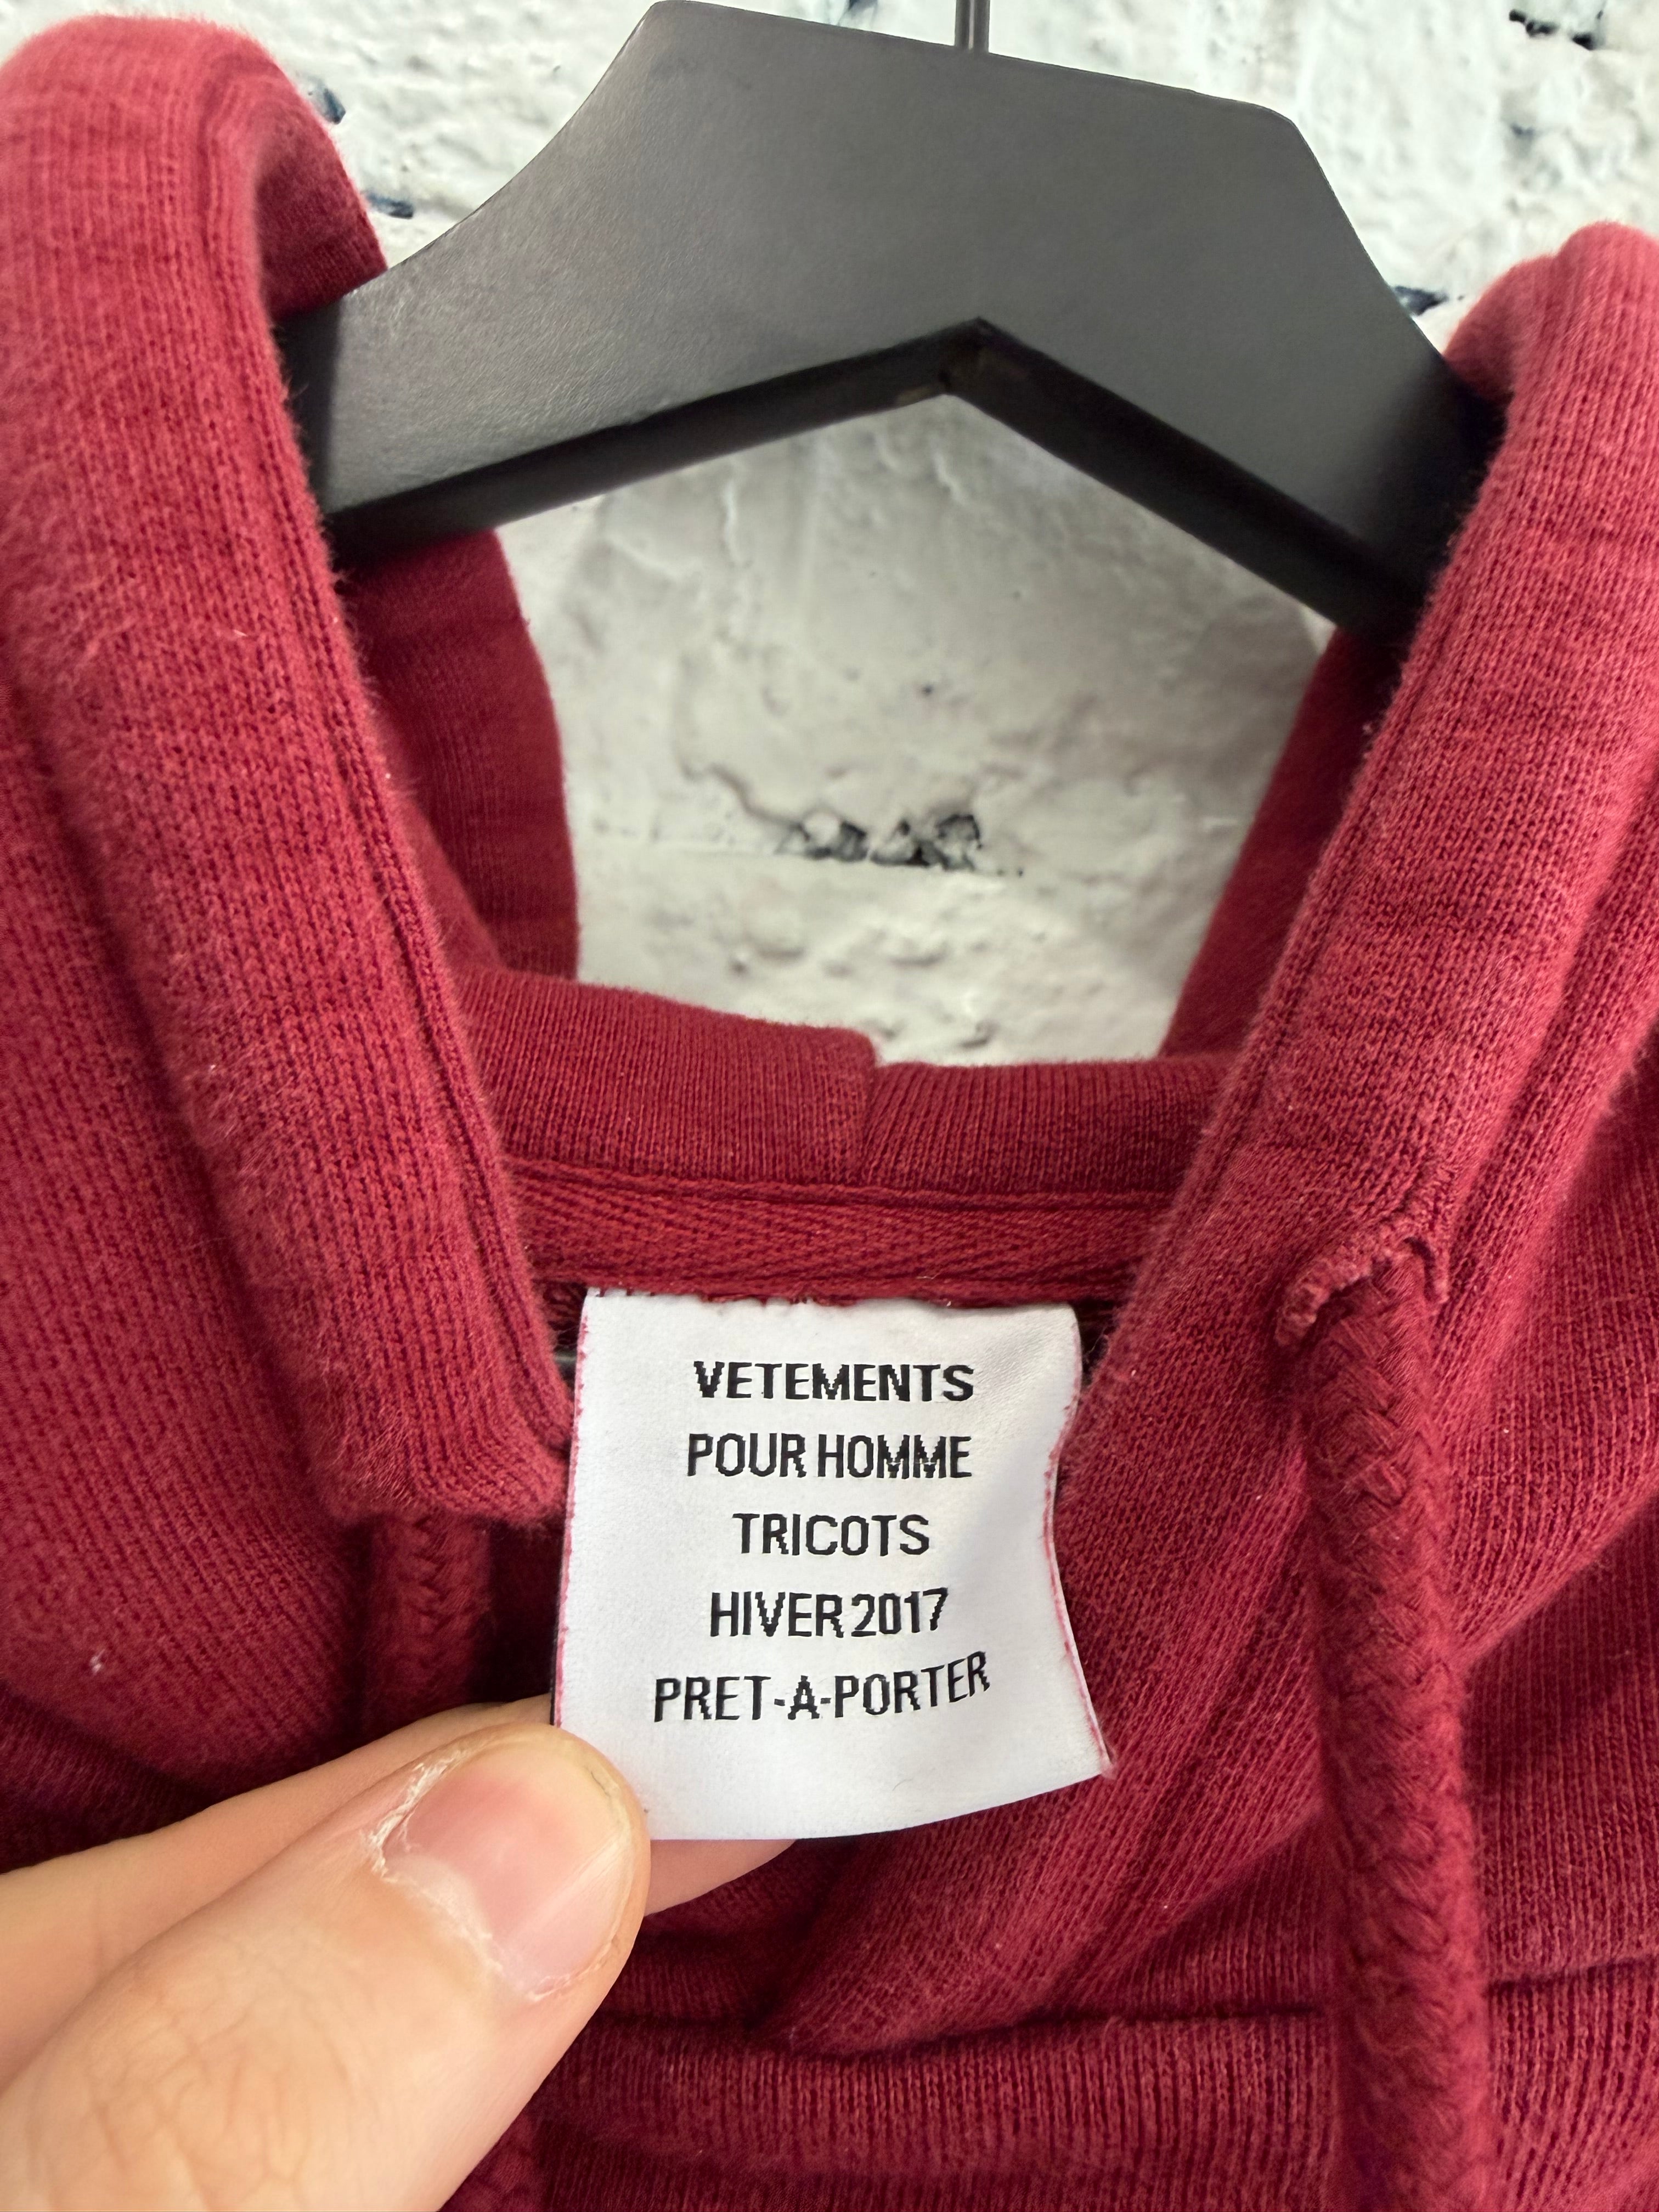 VETEMENTS
POUR HOMME
TRICOTS
HIVER 2017
PRET-A-PORTER